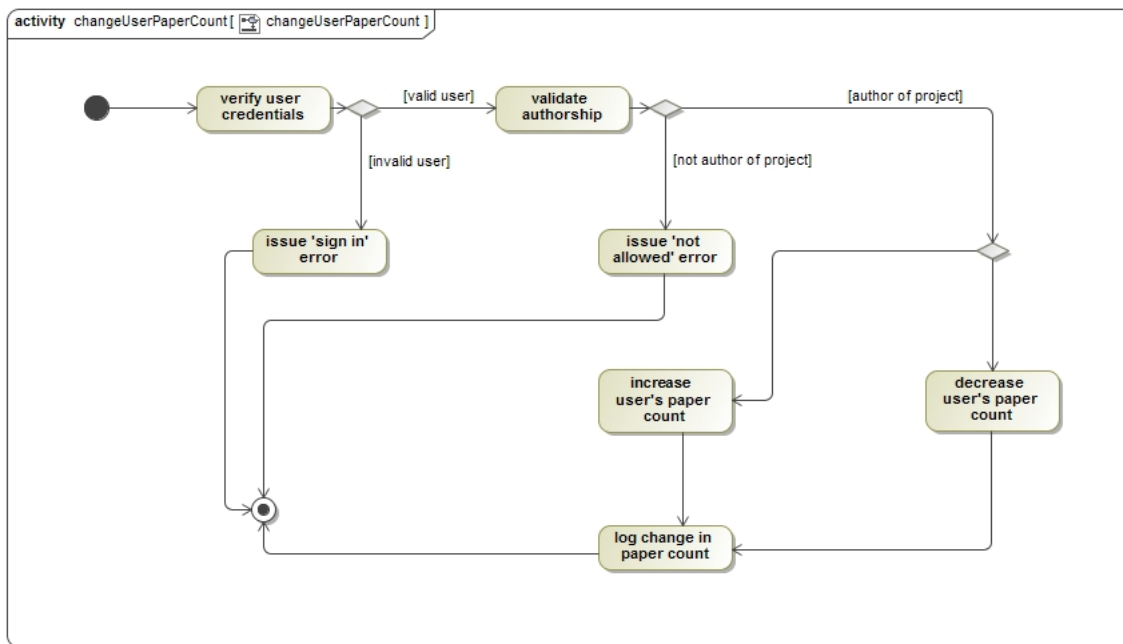 activity changeUserPaperCount[ changeUserPaperCount ]
verify user
credentials
[valid user]
validate
authorship
[author of project]
[invalid user]
[not author of project]
issue 'sign in'
error
issue 'not
allowed' error
increase
user's paper
count
decrease
user's paper
count
log change in
paper count